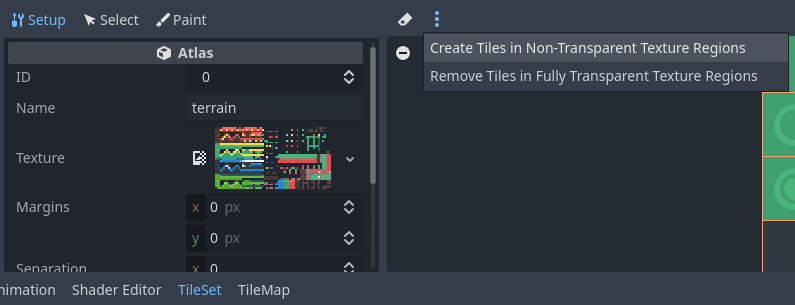 Setup Select Paint
Atlas
ID 0
Name terrain
Texture
Margins x 0 px
y 0 px
Separation x 0
Create Tiles in Non-Transparent Texture Regions
Remove Tiles in Fully Transparent Texture Regions
nimation Shader Editor TileSet TileMap